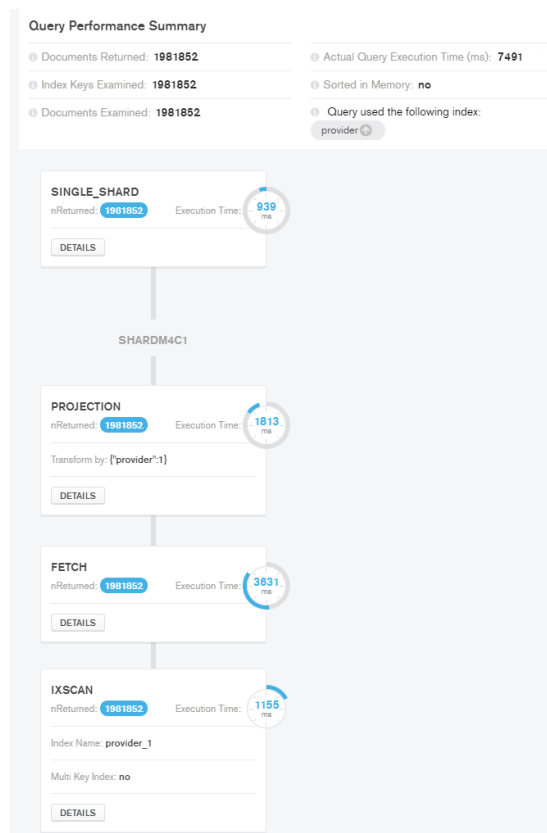 Query Performance Summary
Documents Returned: 1981852
Actual Query Execution Time (ms): 7491
Index Keys Examined: 1981852
Sorted in Memory: no
Documents Examined: 1981852
Query used the following index:
provider
SINGLE_SHARD
nReturned: 1981852 Execution Time: 939 ms
DETAILS
SHARDM4C1
PROJECTION
nReturned: 1981852 Execution Time: 1813 ms
Transform by: {"provider":1}
DETAILS
FETCH
nReturned: 1981852 Execution Time: 3631 ms
DETAILS
IXSCAN
nReturned: 1981852 Execution Time: 1155 ms
Index Name: provider_1
Multi Key Index: no
DETAILS